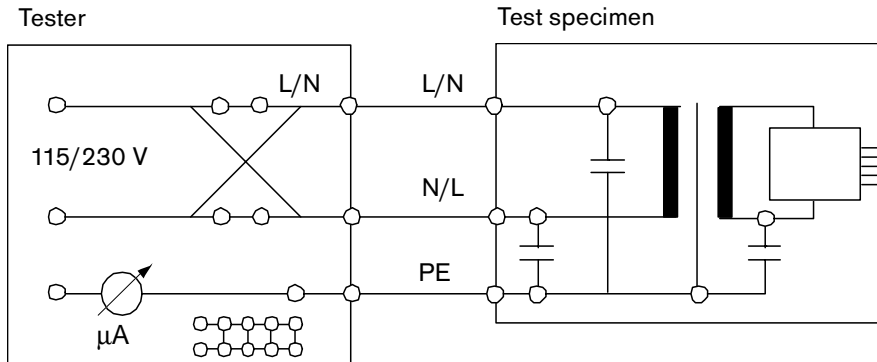 Tester
Test specimen
L/N
L/N
115/230 V
N/L
PE
µA